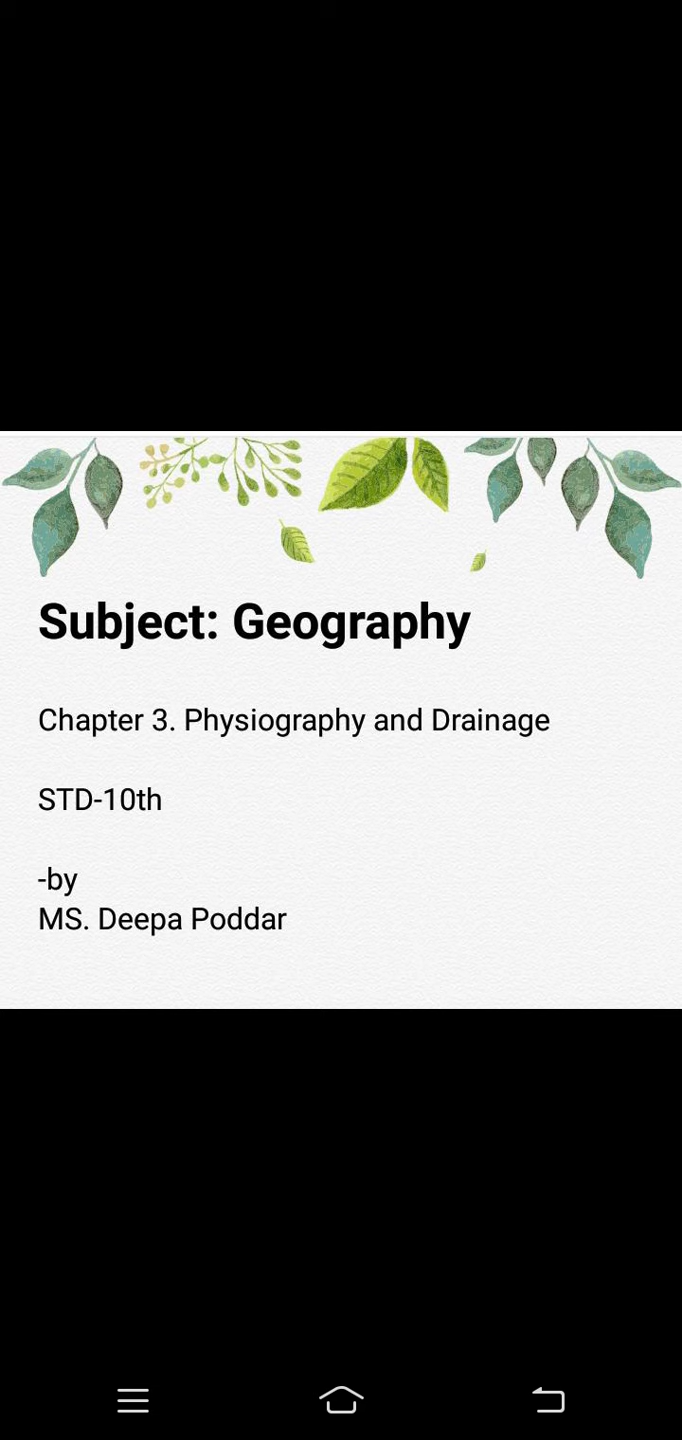 Subject: Geography
Chapter 3. Physiography and Drainage
STD-10th
-by
MS. Deepa Poddar